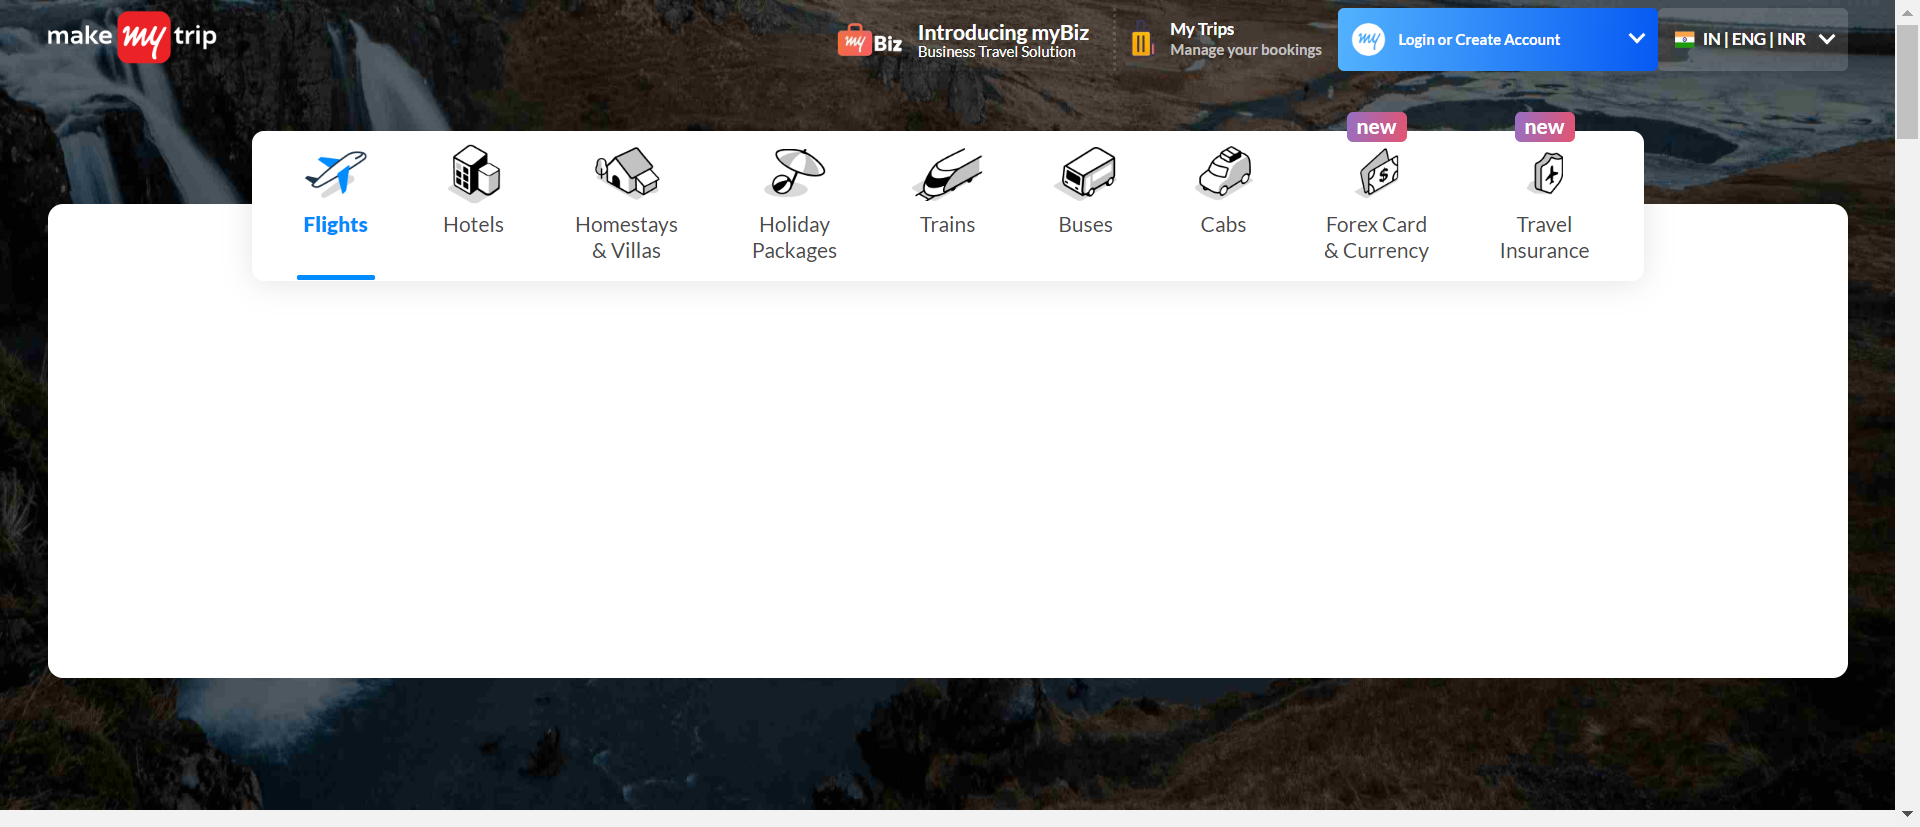 make my trip
my Biz
Introducing myBiz
Business Travel Solution
My Trips
Manage your bookings
my
Login or Create Account
IN | ENG | INR
new
new
Flights
Hotels
Homestays
& Villas
Holiday
Packages
Trains
Buses
Cabs
Forex Card
& Currency
Travel
Insurance